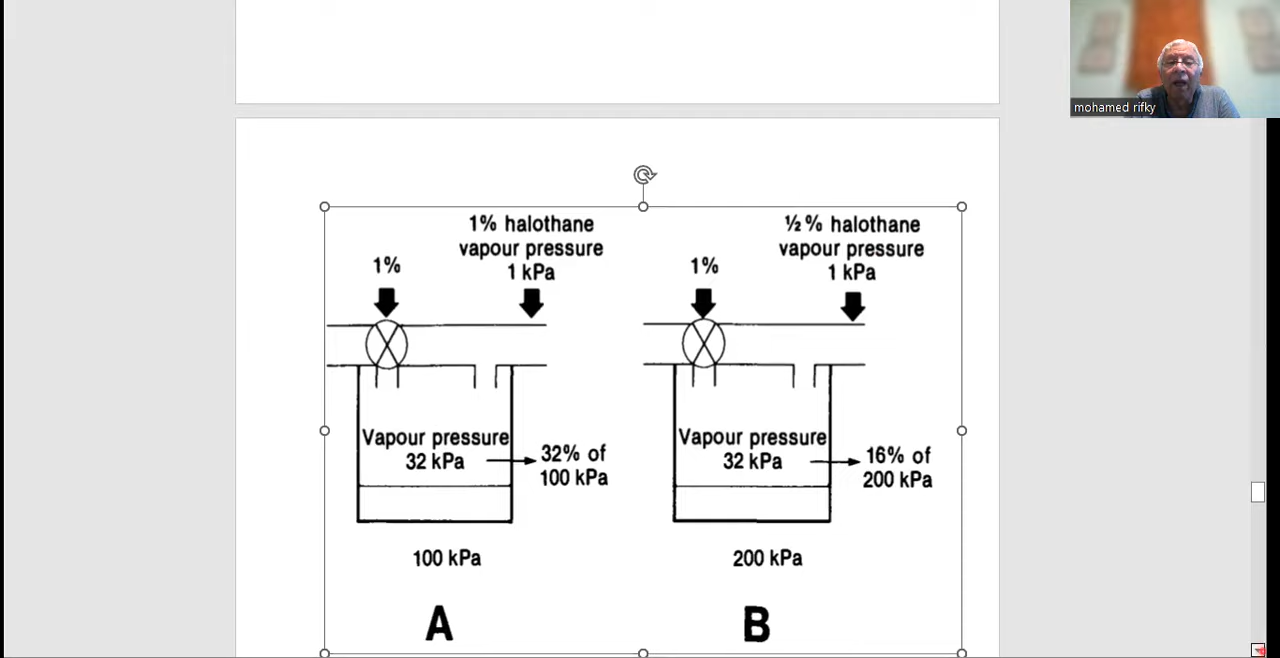 mohamed rifky
1% halothane
vapour pressure
1 kPa
1%
Vapour pressure
32 kPa
32% of
100 kPa
100 kPa
A
½% halothane
vapour pressure
1 kPa
1%
Vapour pressure
32 kPa
16% of
200 kPa
200 kPa
B